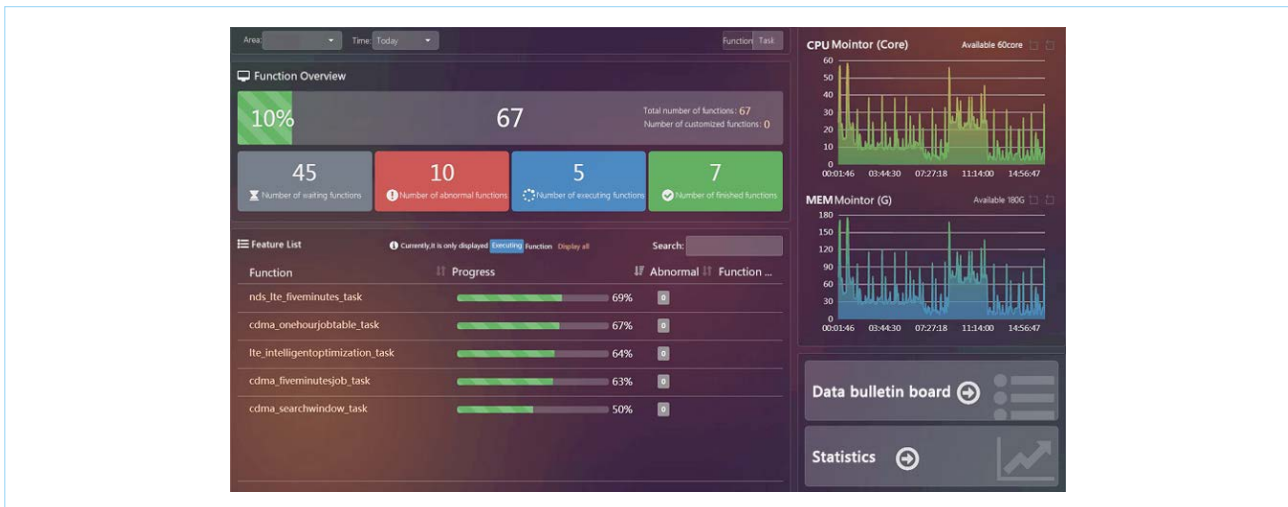 Area:
Time: Today
Function Task
Function Overview
10%
67
Total number of functions: 67
Number of customized functions: 0
45
Number of waiting functions
10
Number of abnormal functions
5
Number of executing functions
7
Number of finished functions
Feature List
Currently,it is only displayed Executing Function Display all
Search:
Function Progress Abnormal Function ...
nds_lte_fiveminutes_task 69% 0
cdma_onehourjobtable_task 67% 0
lte_intelligentoptimization_task 64% 0
cdma_fiveminutesjob_task 63% 0
cdma_searchwindow_task 50% 0
CPU Mointor (Core) Available 60core
60
50
40
30
20
10
0
00:01:46 03:44:30 07:27:18 11:14:00 14:56:47
MEM Mointor (G) Available 180G
180
150
120
90
60
30
0
00:01:46 03:44:30 07:27:18 11:14:00 14:56:47
Data bulletin board
Statistics